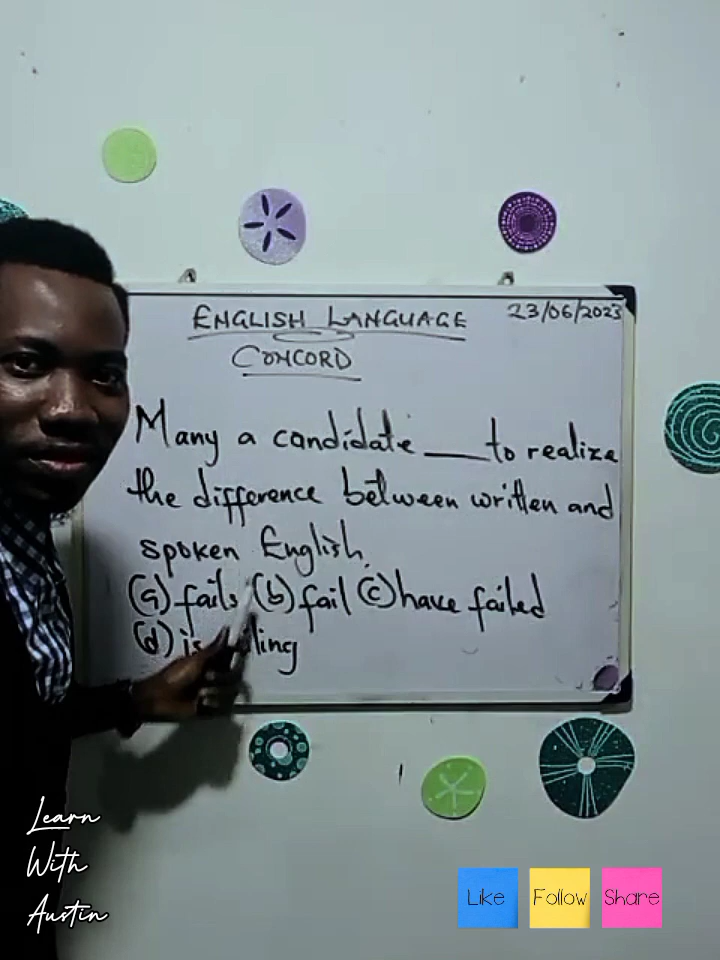 ENGLISH LANGUAGE 23/06/2023
CONCORD
Many a candidate ___ to realize
the difference between written and
spoken English.
(a) fails (b) fail (c) have failed
(d) is
Learn
With
Austin
Like Follow Share